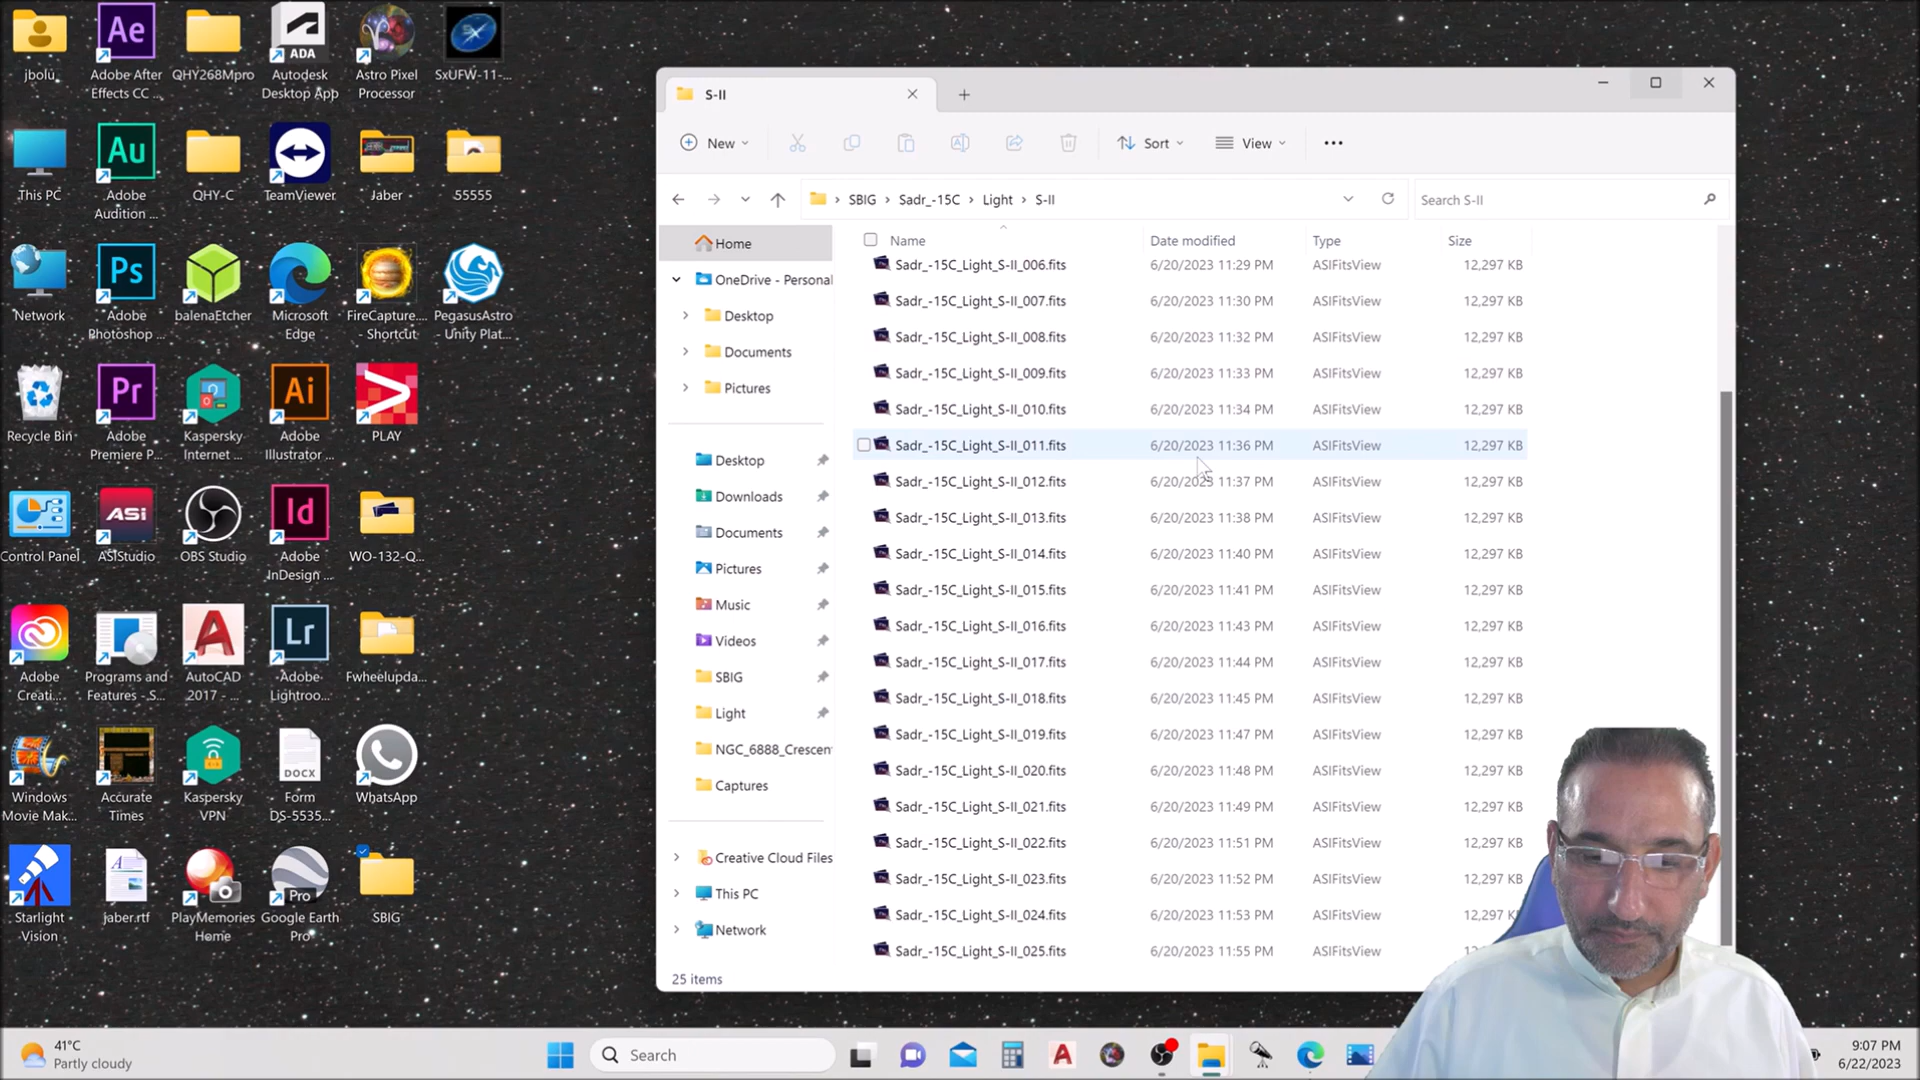 jbolu
Adobe After
Effects CC ...
QHY268Mpro
Autodesk
Desktop App
Astro Pixel
Processor
SxUFW-11-...
This PC
Adobe
Audition ...
QHY-C
TeamViewer
Jaber
55555
Network
Adobe
Photoshop ...
balenaEtcher
Microsoft
Edge
FireCapture....
- Shortcut
PegasusAstro
- Unity Plat...
Recycle Bin
Adobe
Premiere P...
Kaspersky
Internet ...
Adobe
Illustrator ...
PLAY
Control Panel
ASIStudio
OBS Studio
Adobe
InDesign ...
WO-132-Q...
Adobe
Creati...
Programs and
Features - S...
AutoCAD
2017 - ...
Adobe
Lightroo...
Fwheelupda...
Windows
Movie Mak...
Accurate
Times
Kaspersky
VPN
Form
DS-5535...
WhatsApp
Starlight
Vision
jaber.rtf
PlayMemories
Home
Google Earth
Pro
SBIG
Ae
ADA
Au
Ps
Pr
Ai
ASI
Id
Lr
DOCX
Pro
S-II
New
Sort
View
SBIG > Sadr_-15C > Light > S-II
Search S-II
Home
OneDrive - Personal
Desktop
Documents
Pictures
Desktop
Downloads
Documents
Pictures
Music
Videos
SBIG
Light
NGC_6888_Crescen
Captures
Creative Cloud Files
This PC
Network
Name Date modified Type Size
Sadr_-15C_Light_S-II_006.fits 6/20/2023 11:29 PM ASIFitsView 12,297 KB
Sadr_-15C_Light_S-II_007.fits 6/20/2023 11:30 PM ASIFitsView 12,297 KB
Sadr_-15C_Light_S-II_008.fits 6/20/2023 11:32 PM ASIFitsView 12,297 KB
Sadr_-15C_Light_S-II_009.fits 6/20/2023 11:33 PM ASIFitsView 12,297 KB
Sadr_-15C_Light_S-II_010.fits 6/20/2023 11:34 PM ASIFitsView 12,297 KB
Sadr_-15C_Light_S-II_011.fits 6/20/2023 11:36 PM ASIFitsView 12,297 KB
Sadr_-15C_Light_S-II_012.fits 6/20/2023 11:37 PM ASIFitsView 12,297 KB
Sadr_-15C_Light_S-II_013.fits 6/20/2023 11:38 PM ASIFitsView 12,297 KB
Sadr_-15C_Light_S-II_014.fits 6/20/2023 11:40 PM ASIFitsView 12,297 KB
Sadr_-15C_Light_S-II_015.fits 6/20/2023 11:41 PM ASIFitsView 12,297 KB
Sadr_-15C_Light_S-II_016.fits 6/20/2023 11:43 PM ASIFitsView 12,297 KB
Sadr_-15C_Light_S-II_017.fits 6/20/2023 11:44 PM ASIFitsView 12,297 KB
Sadr_-15C_Light_S-II_018.fits 6/20/2023 11:45 PM ASIFitsView 12,297 KB
Sadr_-15C_Light_S-II_019.fits 6/20/2023 11:47 PM ASIFitsView 12,297 KB
Sadr_-15C_Light_S-II_020.fits 6/20/2023 11:48 PM ASIFitsView 12,297 KB
Sadr_-15C_Light_S-II_021.fits 6/20/2023 11:49 PM ASIFitsView 12,297 KB
Sadr_-15C_Light_S-II_022.fits 6/20/2023 11:51 PM ASIFitsView 12,297 KB
Sadr_-15C_Light_S-II_023.fits 6/20/2023 11:52 PM ASIFitsView 12,297 KB
Sadr_-15C_Light_S-II_024.fits 6/20/2023 11:53 PM ASIFitsView 12,297 K
Sadr_-15C_Light_S-II_025.fits 6/20/2023 11:55 PM ASIFitsView
25 items
41°C
Partly cloudy
Search
9:07 PM
6/22/2023